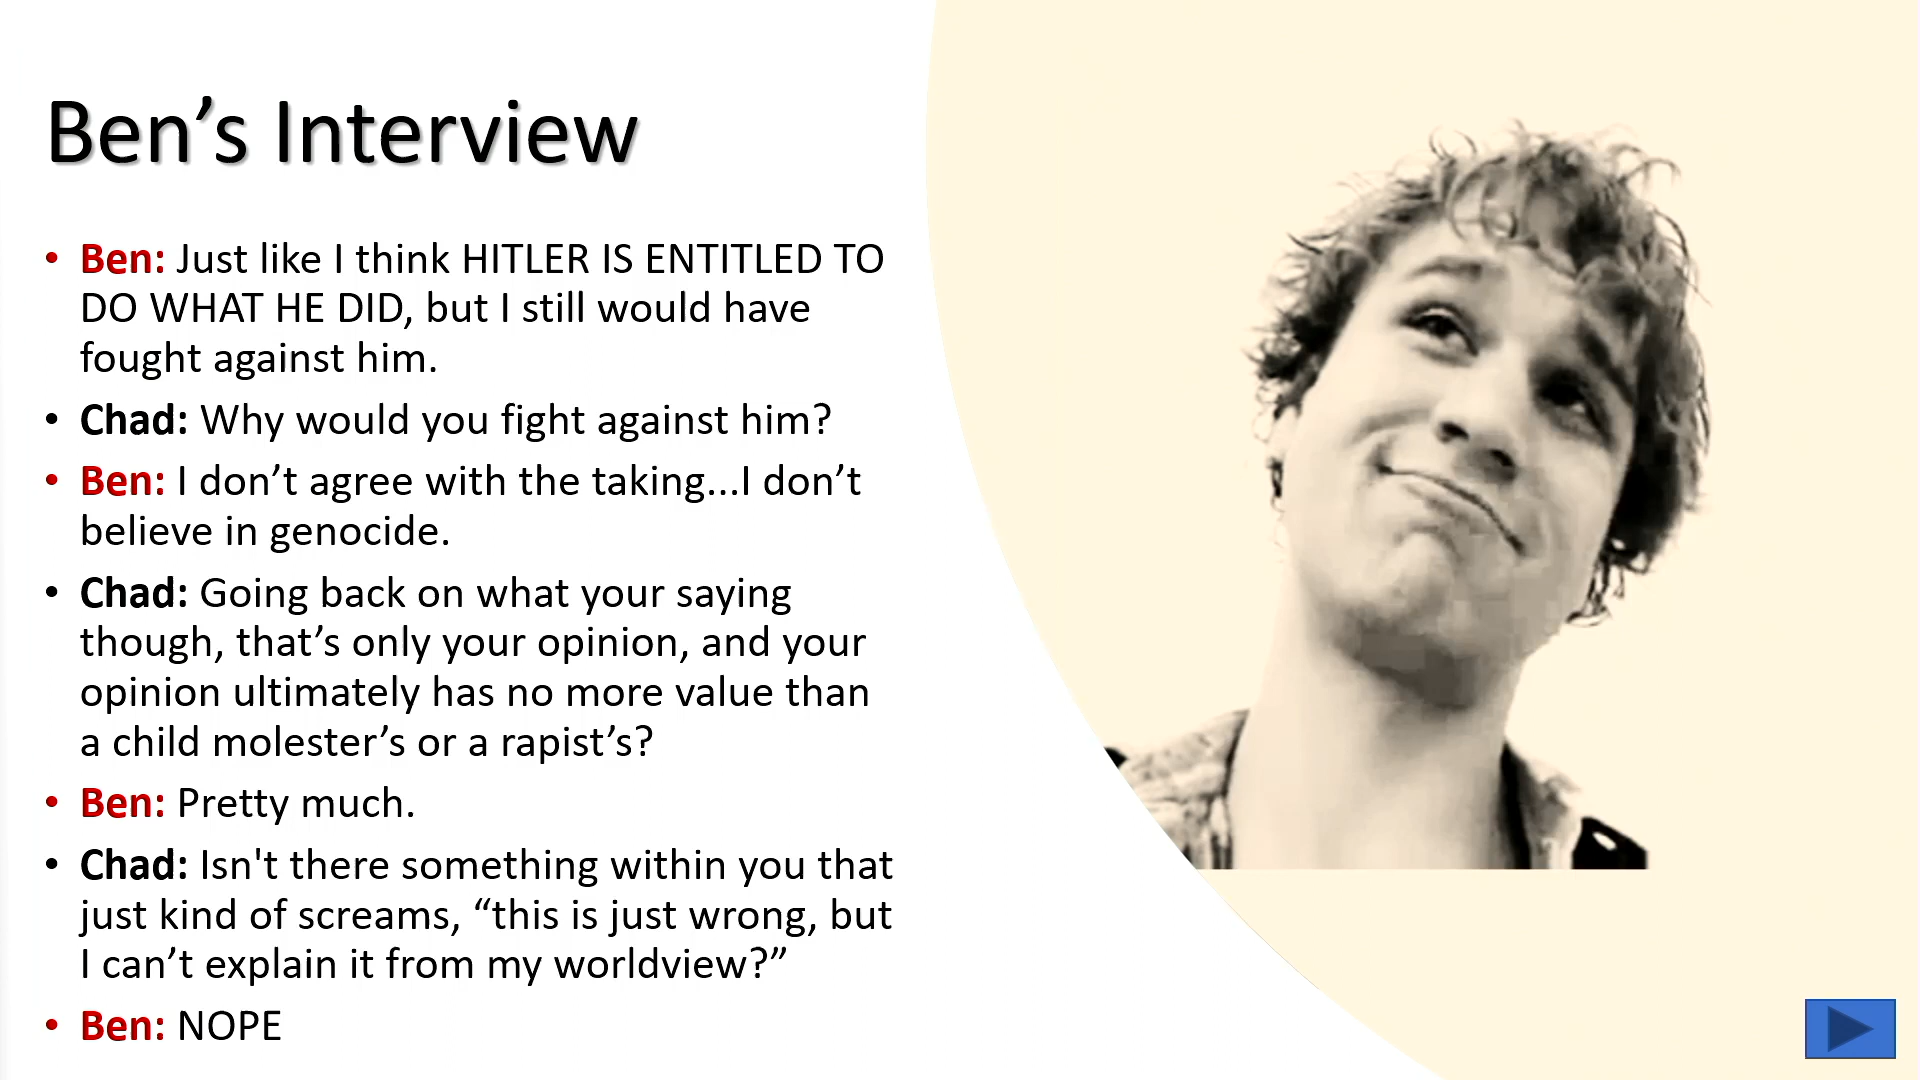 Ben’s Interview
• Ben: Just like I think HITLER IS ENTITLED TO
DO WHAT HE DID, but I still would have
fought against him.
• Chad: Why would you fight against him?
• Ben: I don’t agree with the taking...I don’t
believe in genocide.
• Chad: Going back on what your saying
though, that’s only your opinion, and your
opinion ultimately has no more value than
a child molester’s or a rapist’s?
• Ben: Pretty much.
• Chad: Isn't there something within you that
just kind of screams, “this is just wrong, but
I can’t explain it from my worldview?”
• Ben: NOPE